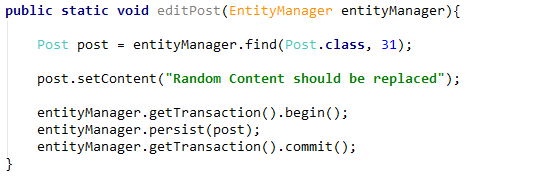 public static void editPost(EntityManager entityManager){
Post post = entityManager.find(Post.class, 31);
post.setContent("Random Content should be replaced");
entityManager.getTransaction().begin();
entityManager.persist(post);
entityManager.getTransaction().commit();
}